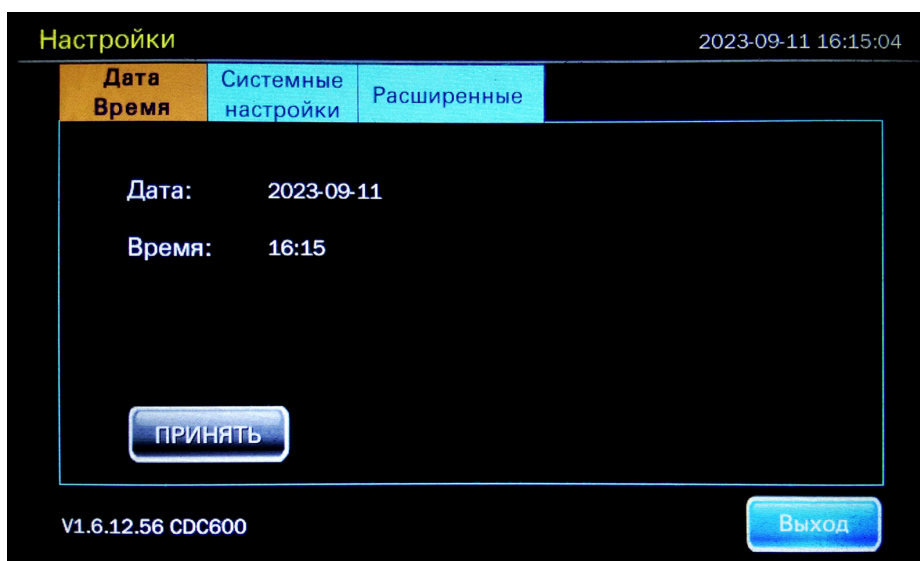 Настройки
2023-09-11 16:15:04
Дата
Время
Системные
настройки
Расширенные
Дата: 2023-09-11
Время: 16:15
ПРИНЯТЬ
V1.6.12.56 CDC600
Выход